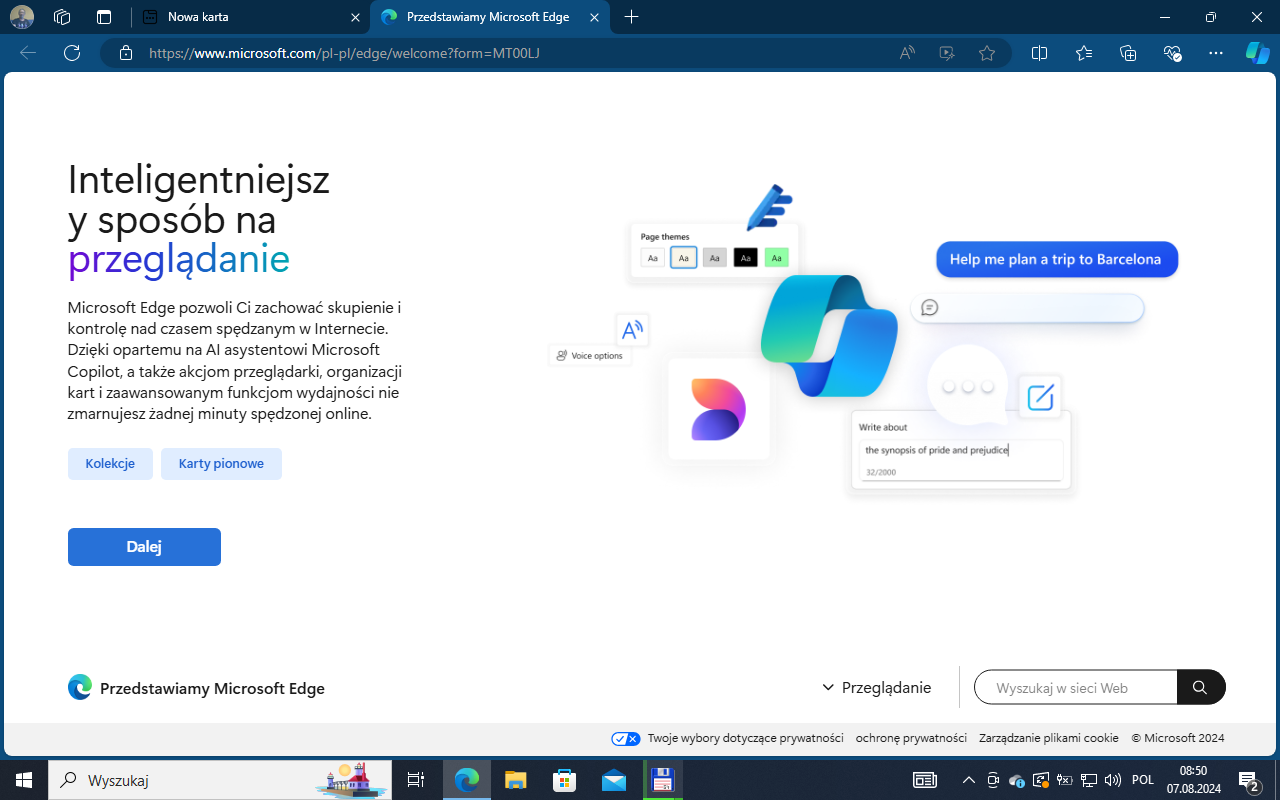 Nowa karta
Przedstawiamy Microsoft Edge
https://www.microsoft.com/pl-pl/edge/welcome?form=MT00LJ
Inteligentniejsz
y sposób na
przeglądanie
Microsoft Edge pozwoli Ci zachować skupienie i
kontrolę nad czasem spędzanym w Internecie.
Dzięki opartemu na AI asystentowi Microsoft
Copilot, a także akcjom przeglądarki, organizacji
kart i zaawansowanym funkcjom wydajności nie
zmarnujesz żadnej minuty spędzonej online.
Kolekcje
Karty pionowe
Dalej
Page themes
Aa Aa Aa Aa Aa
Help me plan a trip to Barcelona
A
Voice options
Write about
the synopsis of pride and prejudice
32/2000
Przedstawiamy Microsoft Edge
Przeglądanie
Wyszukaj w sieci Web
Twoje wybory dotyczące prywatności
ochronę prywatności
Zarządzanie plikami cookie
© Microsoft 2024
Wyszukaj
POL
08:50
07.08.2024
2